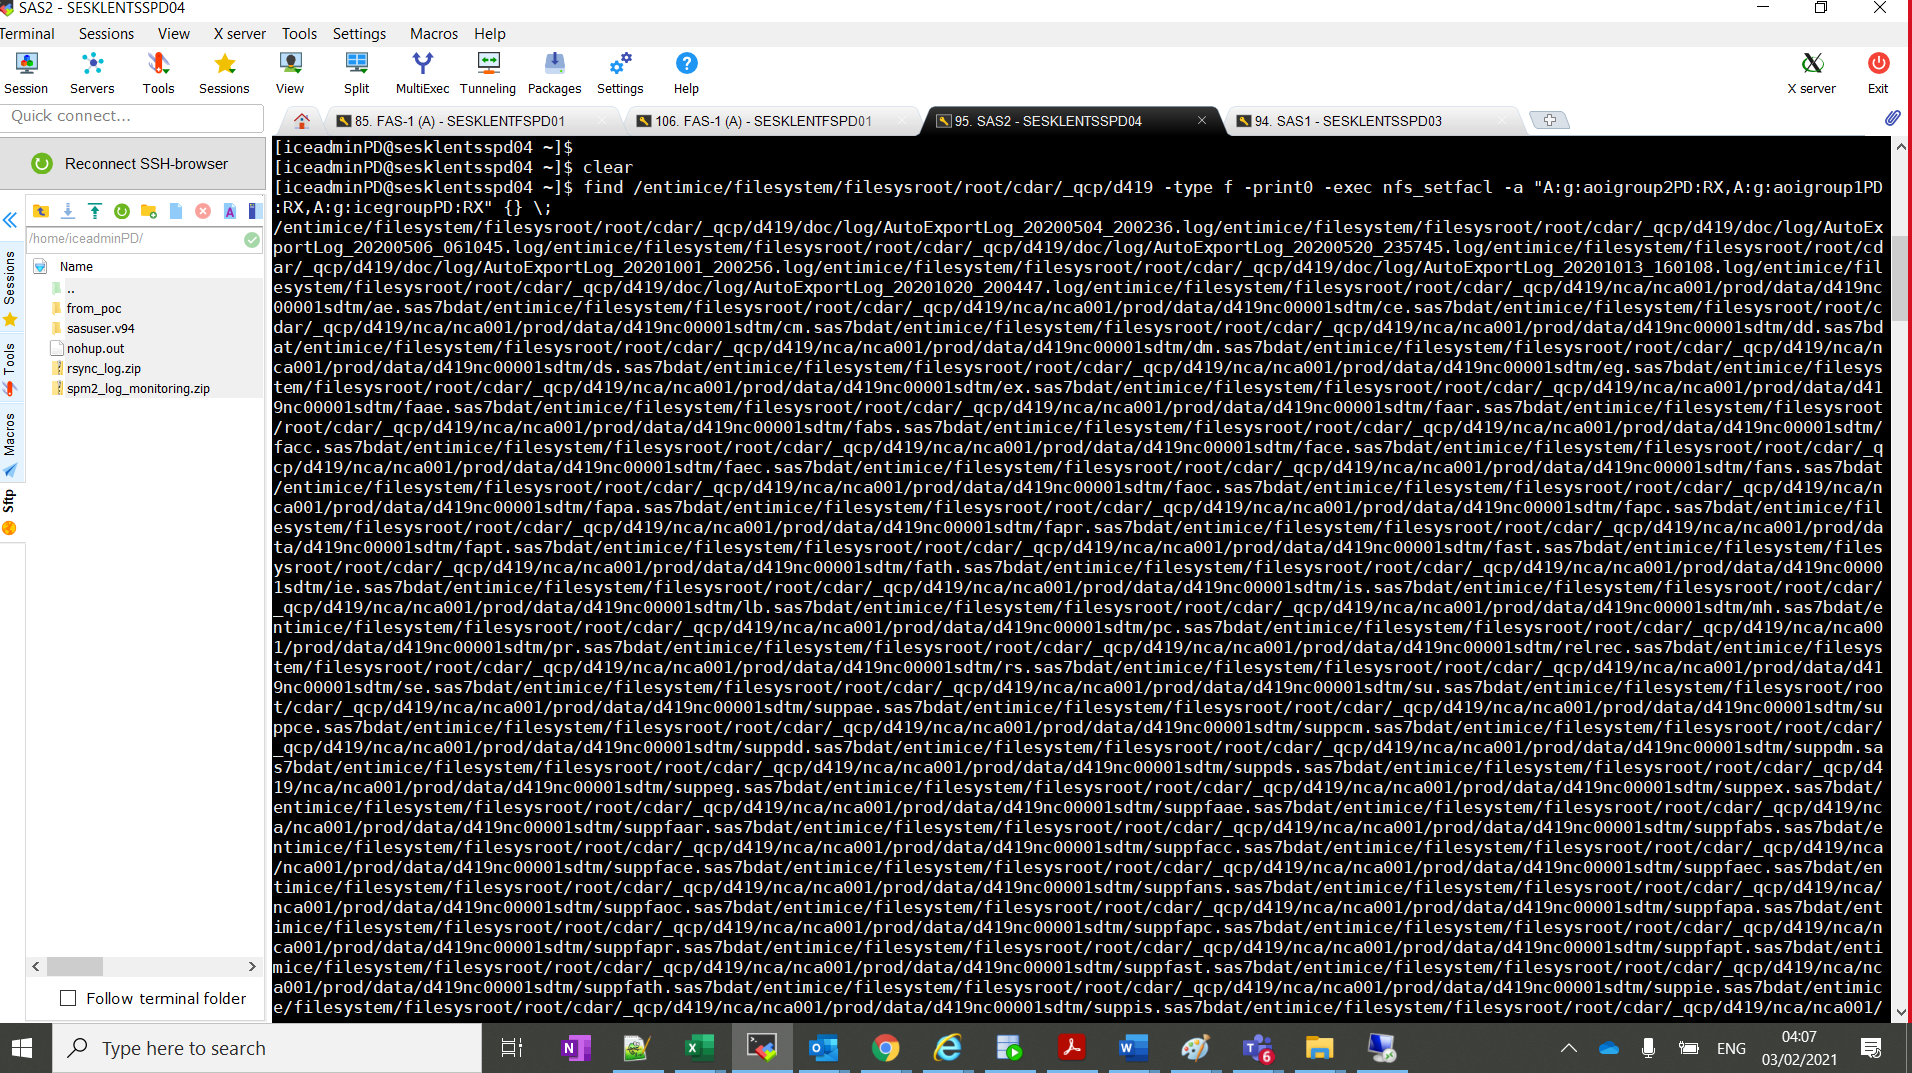 SAS2 - SESKLENTSSPD04
Terminal Sessions View X server Tools Settings Macros Help
Session Servers Tools Sessions View Split MultiExec Tunneling Packages Settings Help X server Exit
Quick connect...
85. FAS-1 (A) - SESKLENTFSPD01
106. FAS-1 (A) - SESKLENTFSPD01
95. SAS2 - SESKLENTSSPD04
94. SAS1 - SESKLENTSSPD03
Reconnect SSH-browser
/home/iceadminPD/
Name
..
from_poc
sasuser.v94
nohup.out
rsync_log.zip
spm2_log_monitoring.zip
Sessions
Tools
Macros
Sftp
Follow terminal folder
[iceadminPD@sesklentsspd04 ~]$
[iceadminPD@sesklentsspd04 ~]$ clear
[iceadminPD@sesklentsspd04 ~]$ find /entimice/filesystem/filesysroot/root/cdar/_qcp/d419 -type f -print0 -exec nfs_setfacl -a "A:g:aoigroup2PD:RX,A:g:aoigroup1PD
:RX,A:g:icegroupPD:RX" {} \;
/entimice/filesystem/filesysroot/root/cdar/_qcp/d419/doc/log/AutoExportLog_20200504_200236.log/entimice/filesystem/filesysroot/root/cdar/_qcp/d419/doc/log/AutoEx
portLog_20200506_061045.log/entimice/filesystem/filesysroot/root/cdar/_qcp/d419/doc/log/AutoExportLog_20200520_235745.log/entimice/filesystem/filesysroot/root/cd
ar/_qcp/d419/doc/log/AutoExportLog_20201001_200256.log/entimice/filesystem/filesysroot/root/cdar/_qcp/d419/doc/log/AutoExportLog_20201013_160108.log/entimice/fil
esystem/filesysroot/root/cdar/_qcp/d419/doc/log/AutoExportLog_20201020_200447.log/entimice/filesystem/filesysroot/root/cdar/_qcp/d419/nca/nca001/prod/data/d419nc
00001sdtm/ae.sas7bdat/entimice/filesystem/filesysroot/root/cdar/_qcp/d419/nca/nca001/prod/data/d419nc00001sdtm/ce.sas7bdat/entimice/filesystem/filesysroot/root/c
dar/_qcp/d419/nca/nca001/prod/data/d419nc00001sdtm/cm.sas7bdat/entimice/filesystem/filesysroot/root/cdar/_qcp/d419/nca/nca001/prod/data/d419nc00001sdtm/dd.sas7bd
at/entimice/filesystem/filesysroot/root/cdar/_qcp/d419/nca/nca001/prod/data/d419nc00001sdtm/dm.sas7bdat/entimice/filesystem/filesysroot/root/cdar/_qcp/d419/nca/n
ca001/prod/data/d419nc00001sdtm/ds.sas7bdat/entimice/filesystem/filesysroot/root/cdar/_qcp/d419/nca/nca001/prod/data/d419nc00001sdtm/eg.sas7bdat/entimice/filesys
tem/filesysroot/root/cdar/_qcp/d419/nca/nca001/prod/data/d419nc00001sdtm/ex.sas7bdat/entimice/filesystem/filesysroot/root/cdar/_qcp/d419/nca/nca001/prod/data/d41
9nc00001sdtm/faae.sas7bdat/entimice/filesystem/filesysroot/root/cdar/_qcp/d419/nca/nca001/prod/data/d419nc00001sdtm/faar.sas7bdat/entimice/filesystem/filesysroot
/root/cdar/_qcp/d419/nca/nca001/prod/data/d419nc00001sdtm/fabs.sas7bdat/entimice/filesystem/filesysroot/root/cdar/_qcp/d419/nca/nca001/prod/data/d419nc00001sdtm/
facc.sas7bdat/entimice/filesystem/filesysroot/root/cdar/_qcp/d419/nca/nca001/prod/data/d419nc00001sdtm/face.sas7bdat/entimice/filesystem/filesysroot/root/cdar/_q
cp/d419/nca/nca001/prod/data/d419nc00001sdtm/faec.sas7bdat/entimice/filesystem/filesysroot/root/cdar/_qcp/d419/nca/nca001/prod/data/d419nc00001sdtm/fans.sas7bdat
/entimice/filesystem/filesysroot/root/cdar/_qcp/d419/nca/nca001/prod/data/d419nc00001sdtm/faoc.sas7bdat/entimice/filesystem/filesysroot/root/cdar/_qcp/d419/nca/n
ca001/prod/data/d419nc00001sdtm/fapa.sas7bdat/entimice/filesystem/filesysroot/root/cdar/_qcp/d419/nca/nca001/prod/data/d419nc00001sdtm/fapc.sas7bdat/entimice/fil
esystem/filesysroot/root/cdar/_qcp/d419/nca/nca001/prod/data/d419nc00001sdtm/fapr.sas7bdat/entimice/filesystem/filesysroot/root/cdar/_qcp/d419/nca/nca001/prod/da
ta/d419nc00001sdtm/fapt.sas7bdat/entimice/filesystem/filesysroot/root/cdar/_qcp/d419/nca/nca001/prod/data/d419nc00001sdtm/fast.sas7bdat/entimice/filesystem/files
ysroot/root/cdar/_qcp/d419/nca/nca001/prod/data/d419nc00001sdtm/fath.sas7bdat/entimice/filesystem/filesysroot/root/cdar/_qcp/d419/nca/nca001/prod/data/d419nc0000
1sdtm/ie.sas7bdat/entimice/filesystem/filesysroot/root/cdar/_qcp/d419/nca/nca001/prod/data/d419nc00001sdtm/is.sas7bdat/entimice/filesystem/filesysroot/root/cdar/
_qcp/d419/nca/nca001/prod/data/d419nc00001sdtm/lb.sas7bdat/entimice/filesystem/filesysroot/root/cdar/_qcp/d419/nca/nca001/prod/data/d419nc00001sdtm/mh.sas7bdat/e
ntimice/filesystem/filesysroot/root/cdar/_qcp/d419/nca/nca001/prod/data/d419nc00001sdtm/pc.sas7bdat/entimice/filesystem/filesysroot/root/cdar/_qcp/d419/nca/nca00
1/prod/data/d419nc00001sdtm/pr.sas7bdat/entimice/filesystem/filesysroot/root/cdar/_qcp/d419/nca/nca001/prod/data/d419nc00001sdtm/relrec.sas7bdat/entimice/filesys
tem/filesysroot/root/cdar/_qcp/d419/nca/nca001/prod/data/d419nc00001sdtm/rs.sas7bdat/entimice/filesystem/filesysroot/root/cdar/_qcp/d419/nca/nca001/prod/data/d41
9nc00001sdtm/se.sas7bdat/entimice/filesystem/filesysroot/root/cdar/_qcp/d419/nca/nca001/prod/data/d419nc00001sdtm/su.sas7bdat/entimice/filesystem/filesysroot/roo
t/cdar/_qcp/d419/nca/nca001/prod/data/d419nc00001sdtm/suppae.sas7bdat/entimice/filesystem/filesysroot/root/cdar/_qcp/d419/nca/nca001/prod/data/d419nc00001sdtm/su
ppce.sas7bdat/entimice/filesystem/filesysroot/root/cdar/_qcp/d419/nca/nca001/prod/data/d419nc00001sdtm/suppcm.sas7bdat/entimice/filesystem/filesysroot/root/cdar/
_qcp/d419/nca/nca001/prod/data/d419nc00001sdtm/suppdd.sas7bdat/entimice/filesystem/filesysroot/root/cdar/_qcp/d419/nca/nca001/prod/data/d419nc00001sdtm/suppdm.sa
s7bdat/entimice/filesystem/filesysroot/root/cdar/_qcp/d419/nca/nca001/prod/data/d419nc00001sdtm/suppds.sas7bdat/entimice/filesystem/filesysroot/root/cdar/_qcp/d4
19/nca/nca001/prod/data/d419nc00001sdtm/suppeg.sas7bdat/entimice/filesystem/filesysroot/root/cdar/_qcp/d419/nca/nca001/prod/data/d419nc00001sdtm/suppex.sas7bdat/
entimice/filesystem/filesysroot/root/cdar/_qcp/d419/nca/nca001/prod/data/d419nc00001sdtm/suppfaae.sas7bdat/entimice/filesystem/filesysroot/root/cdar/_qcp/d419/nc
a/nca001/prod/data/d419nc00001sdtm/suppfaar.sas7bdat/entimice/filesystem/filesysroot/root/cdar/_qcp/d419/nca/nca001/prod/data/d419nc00001sdtm/suppfabs.sas7bdat/e
ntimice/filesystem/filesysroot/root/cdar/_qcp/d419/nca/nca001/prod/data/d419nc00001sdtm/suppfacc.sas7bdat/entimice/filesystem/filesysroot/root/cdar/_qcp/d419/nca
/nca001/prod/data/d419nc00001sdtm/suppface.sas7bdat/entimice/filesystem/filesysroot/root/cdar/_qcp/d419/nca/nca001/prod/data/d419nc00001sdtm/suppfaec.sas7bdat/en
timice/filesystem/filesysroot/root/cdar/_qcp/d419/nca/nca001/prod/data/d419nc00001sdtm/suppfans.sas7bdat/entimice/filesystem/filesysroot/root/cdar/_qcp/d419/nca/
nca001/prod/data/d419nc00001sdtm/suppfaoc.sas7bdat/entimice/filesystem/filesysroot/root/cdar/_qcp/d419/nca/nca001/prod/data/d419nc00001sdtm/suppfapa.sas7bdat/ent
imice/filesystem/filesysroot/root/cdar/_qcp/d419/nca/nca001/prod/data/d419nc00001sdtm/suppfapc.sas7bdat/entimice/filesystem/filesysroot/root/cdar/_qcp/d419/nca/n
ca001/prod/data/d419nc00001sdtm/suppfapr.sas7bdat/entimice/filesystem/filesysroot/root/cdar/_qcp/d419/nca/nca001/prod/data/d419nc00001sdtm/suppfapt.sas7bdat/enti
mice/filesystem/filesysroot/root/cdar/_qcp/d419/nca/nca001/prod/data/d419nc00001sdtm/suppfast.sas7bdat/entimice/filesystem/filesysroot/root/cdar/_qcp/d419/nca/nc
a001/prod/data/d419nc00001sdtm/suppfath.sas7bdat/entimice/filesystem/filesysroot/root/cdar/_qcp/d419/nca/nca001/prod/data/d419nc00001sdtm/suppie.sas7bdat/entimic
e/filesystem/filesysroot/root/cdar/_qcp/d419/nca/nca001/prod/data/d419nc00001sdtm/suppis.sas7bdat/entimice/filesystem/filesysroot/root/cdar/_qcp/d419/nca/nca001/
Type here to search
6
ENG
04:07
03/02/2021